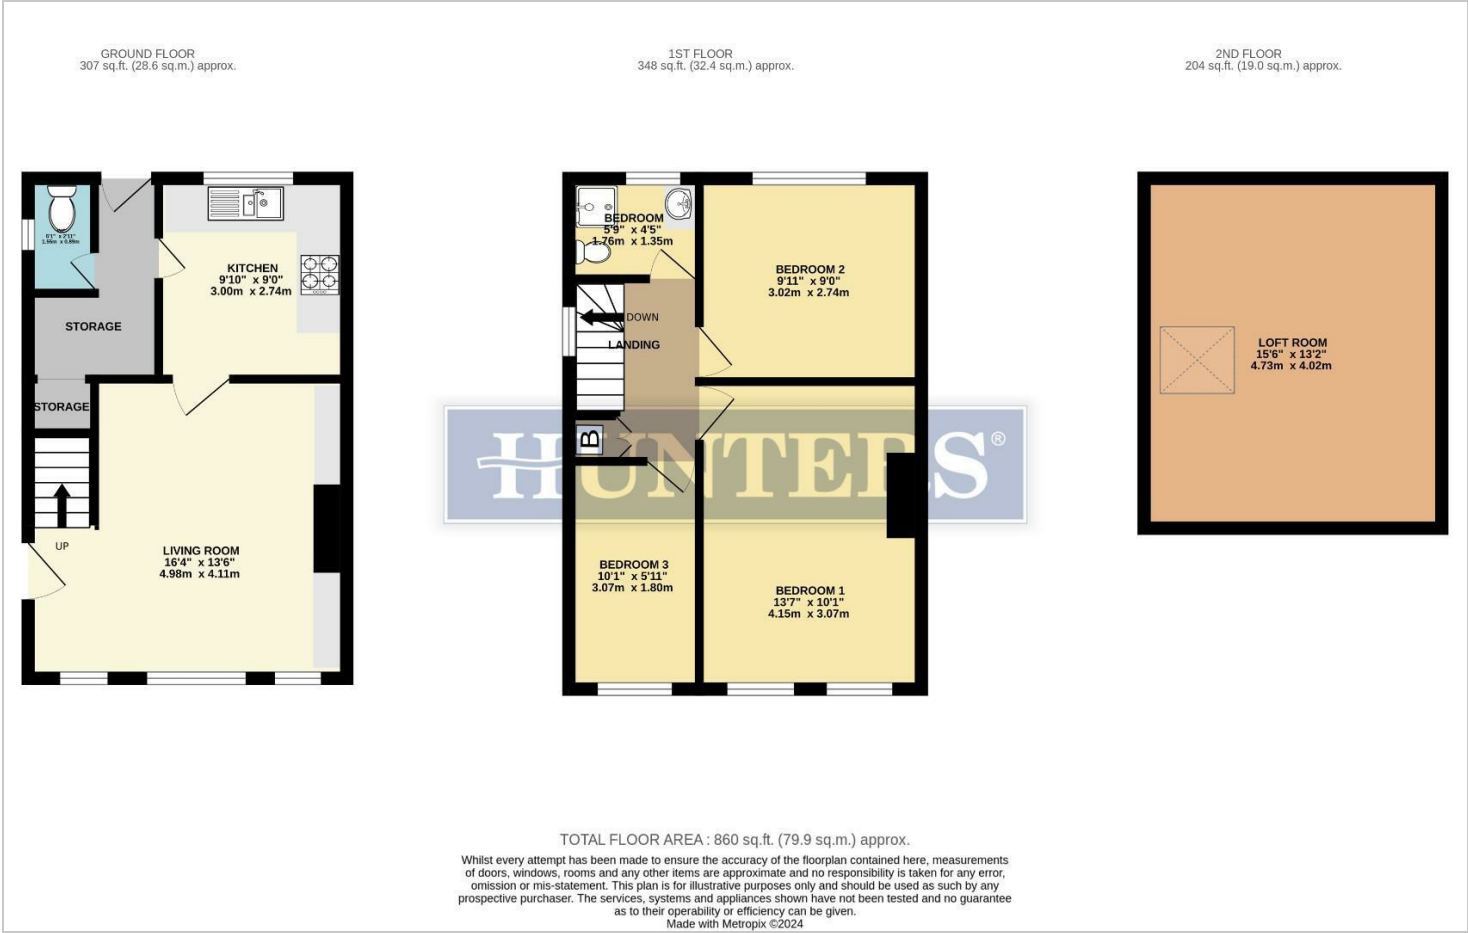 GROUND FLOOR
307 sq.ft. (28.6 sq.m.) approx.
1ST FLOOR
348 sq.ft. (32.4 sq.m.) approx.
2ND FLOOR
204 sq.ft. (19.0 sq.m.) approx.
5'1" x 2'11"
1.55m x 0.89m
KITCHEN
9'10" x 9'0"
3.00m x 2.74m
STORAGE
STORAGE
UP
LIVING ROOM
16'4" x 13'6"
4.98m x 4.11m
BEDROOM
5'9" x 4'5"
1.76m x 1.35m
BEDROOM 2
9'11" x 9'0"
3.02m x 2.74m
DOWN
LANDING
B
HUNTERS®
BEDROOM 3
10'1" x 5'11"
3.07m x 1.80m
BEDROOM 1
13'7" x 10'1"
4.15m x 3.07m
LOFT ROOM
15'6" x 13'2"
4.73m x 4.02m
TOTAL FLOOR AREA : 860 sq.ft. (79.9 sq.m.) approx.
Whilst every attempt has been made to ensure the accuracy of the floorplan contained here, measurements
of doors, windows, rooms and any other items are approximate and no responsibility is taken for any error,
omission or mis-statement. This plan is for illustrative purposes only and should be used as such by any
prospective purchaser. The services, systems and appliances shown have not been tested and no guarantee
as to their operability or efficiency can be given.
Made with Metropix ©2024